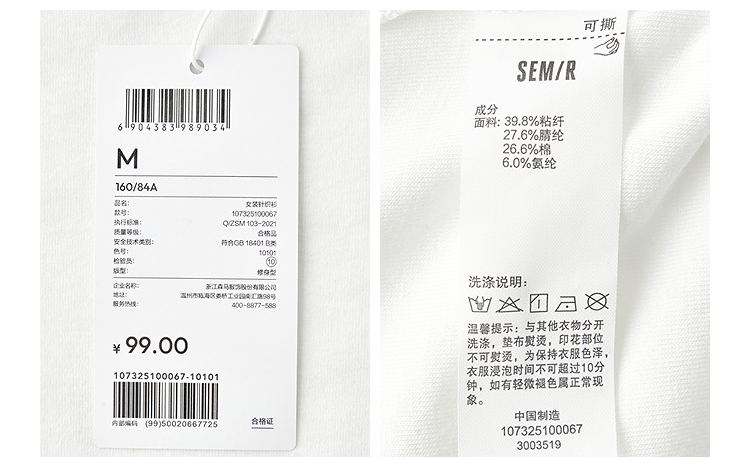 6 904383 989034
M
160/84A
品名: 女装针织衫
款号: 107325100067
执行标准: Q/ZSM 103-2021
质量等级: 合格品
安全技术类别: 符合GB 18401 B类
色号: 10101
检验员: 10
版型: 修身型
企业名称: 浙江森马服饰股份有限公司
地址: 温州市瓯海区娄桥工业园南汇路98号
服务热线: 400-8877-588
¥ 99.00
107325100067-10101
内部编码 (99)50020667725
合格证
可撕
SEM/R
成分
面料: 39.8%粘纤
27.6%腈纶
26.6%棉
6.0%氨纶
洗涤说明:
温馨提示: 与其他衣物分开
洗涤, 垫布熨烫, 印花部位
不可熨烫, 为保持衣服色泽,
衣服浸泡时间不可超过10分
钟, 如有轻微褪色属正常现
象。
中国制造
107325100067
3003519